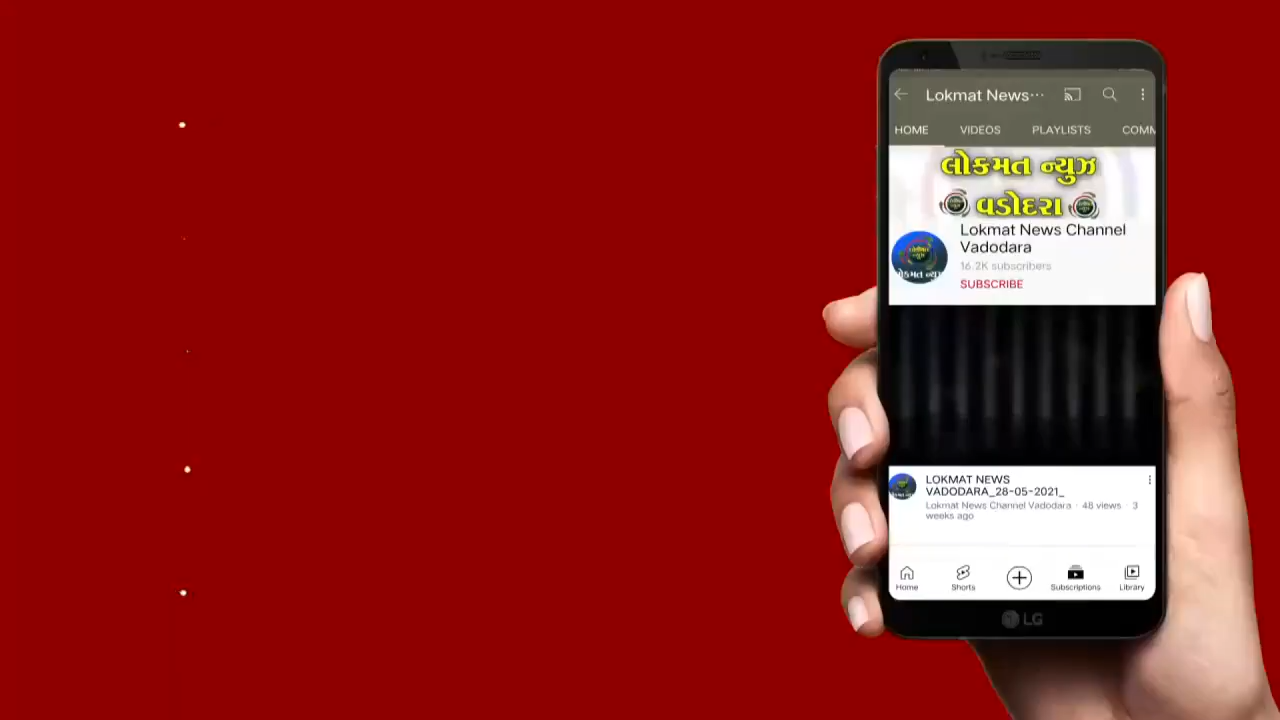 Lokmat News···
HOME VIDEOS PLAYLISTS COMM
લોકમત ન્યુઝ
વડોદરા
Lokmat News Channel
Vadodara
16.2K subscribers
SUBSCRIBE
LOKMAT NEWS
VADODARA_28-05-2021_
Lokmat News Channel Vadodara · 48 views · 3
weeks ago
Home Shorts Subscriptions Library
LG